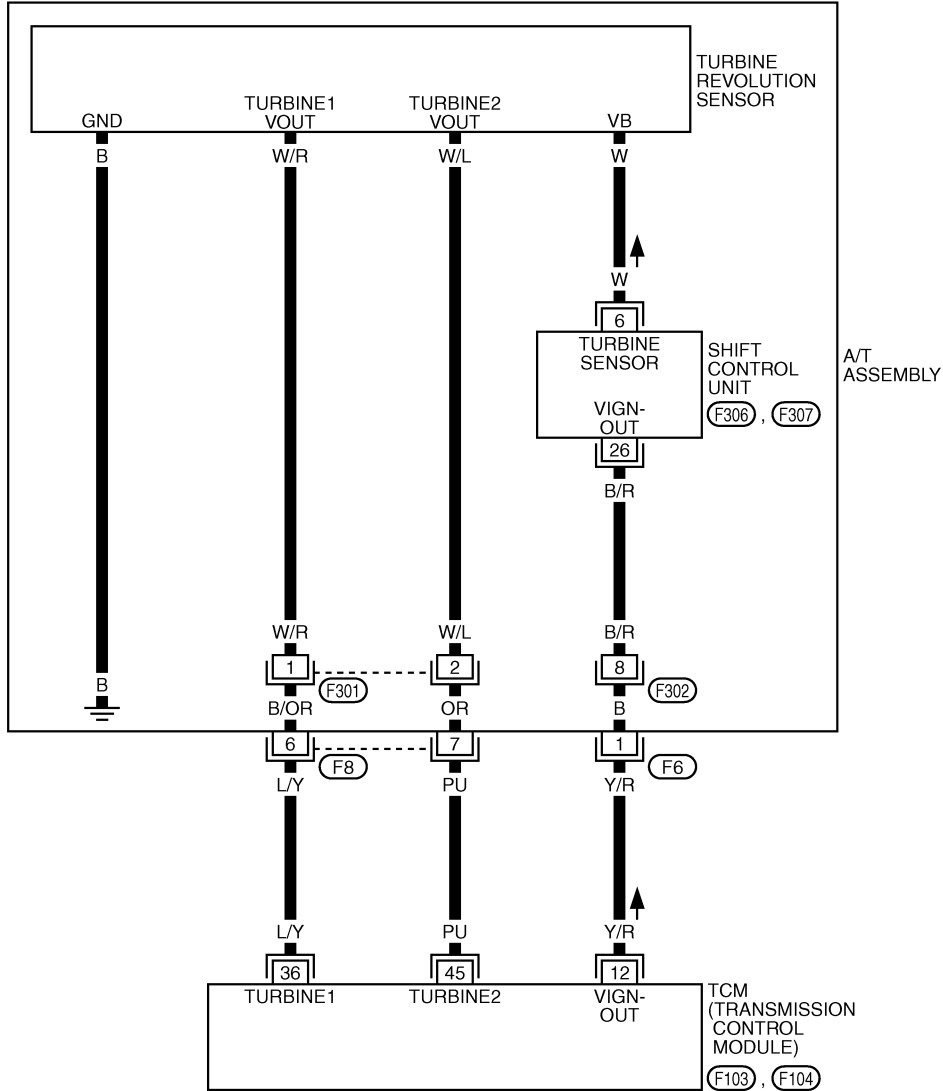 TURBINE
REVOLUTION
SENSOR
GND
TURBINE1
VOUT
TURBINE2
VOUT
VB
B
W/R
W/L
W
W
6
TURBINE
SENSOR
SHIFT
CONTROL
UNIT
F306 , F307
A/T
ASSEMBLY
VIGN-
OUT
26
B/R
W/R
W/L
B/R
1
2
8
B
F301
F302
B/OR
OR
B
6
7
1
F8
F6
L/Y
PU
Y/R
L/Y
PU
Y/R
36
45
12
TURBINE1
TURBINE2
VIGN-
OUT
TCM
(TRANSMISSION
CONTROL
MODULE)
F103 , F104